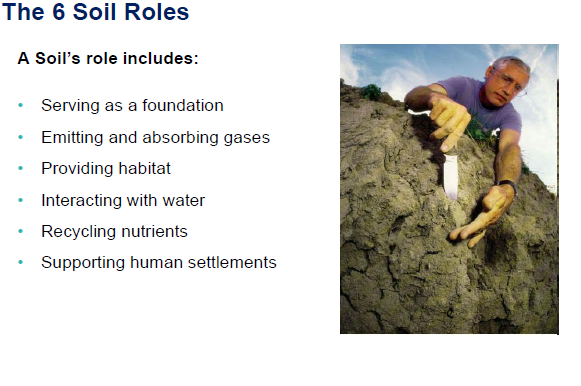 The 6 Soil Roles
A Soil's role includes:
• Serving as a foundation
• Emitting and absorbing gases
• Providing habitat
• Interacting with water
• Recycling nutrients
• Supporting human settlements